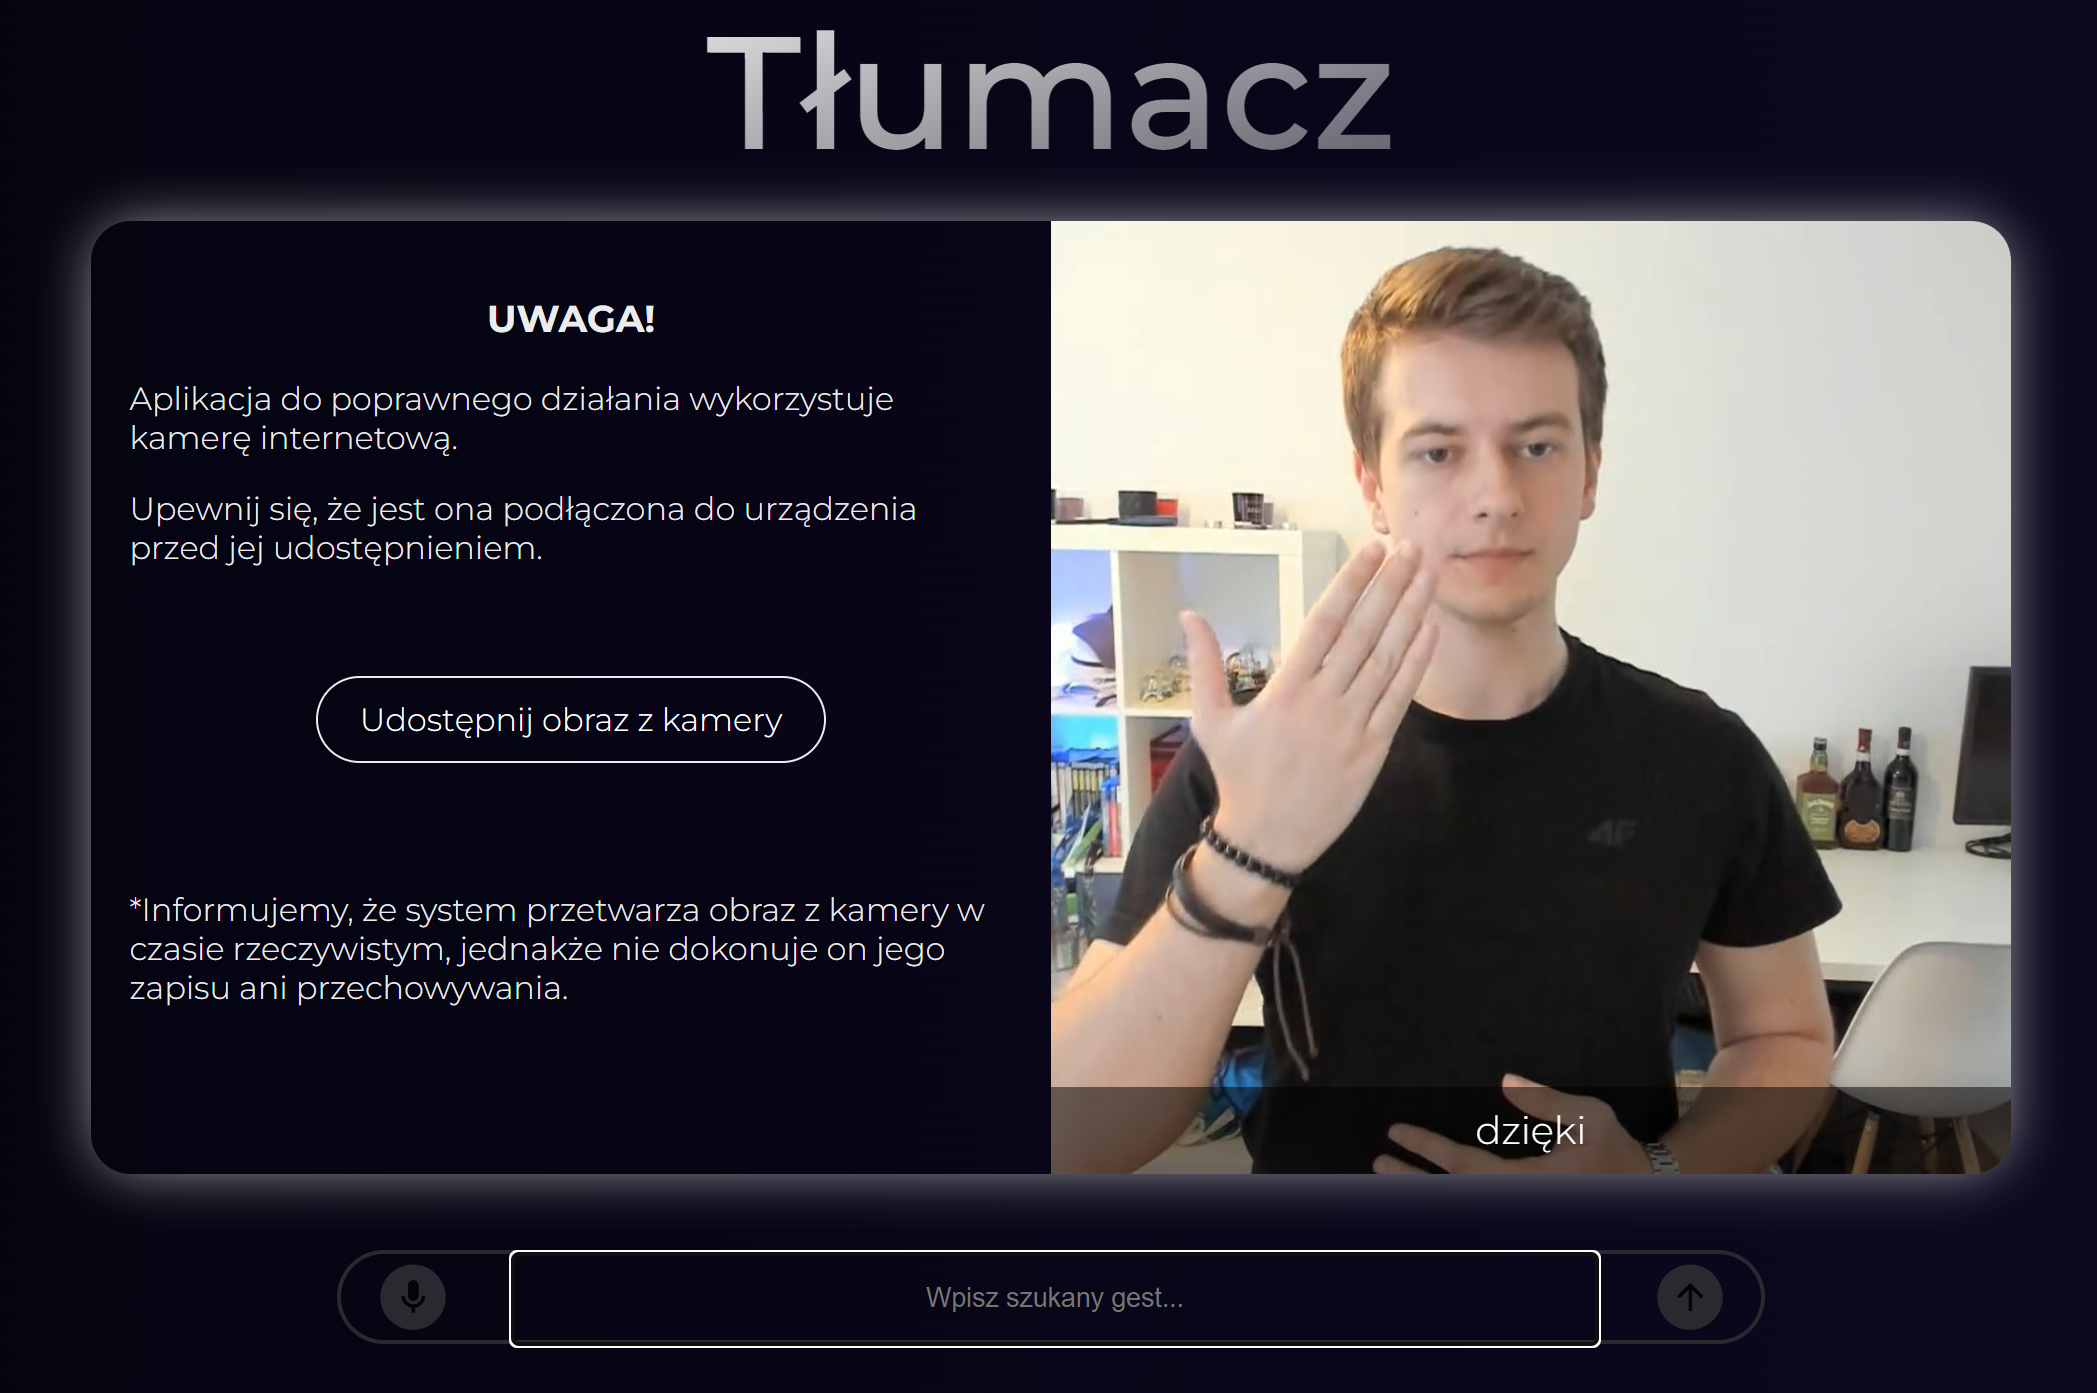 Tłumacz
UWAGA!
Aplikacja do poprawnego działania wykorzystuje
kamerę internetową.
Upewnij się, że jest ona podłączona do urządzenia
przed jej udostępnieniem.
Udostępnij obraz z kamery
*Informujemy, że system przetwarza obraz z kamery w
czasie rzeczywistym, jednakże nie dokonuje on jego
zapisu ani przechowywania.
4F
dzięki
Wpisz szukany gest...